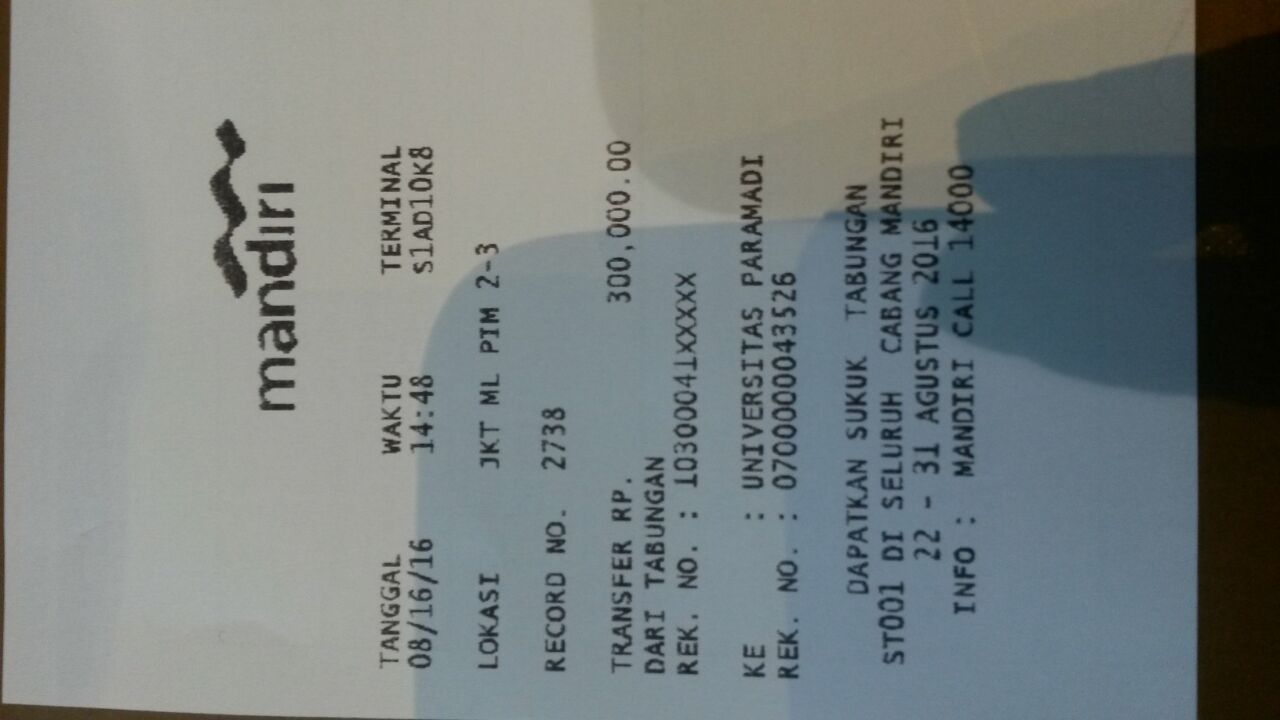 mandiri
TANGGAL WAKTU TERMINAL
08/16/16 14:48 S1AD10K8
LOKASI JKT ML PIM 2-3
RECORD NO. 2738
TRANSFER RP. 300,000.00
DARI TABUNGAN
REK. NO. : 10300041XXXXX
KE : UNIVERSITAS PARAMADI
REK. NO. : 0700000043526
DAPATKAN SUKUK TABUNGAN
ST001 DI SELURUH CABANG MANDIRI
22 - 31 AGUSTUS 2016
INFO : MANDIRI CALL 14000